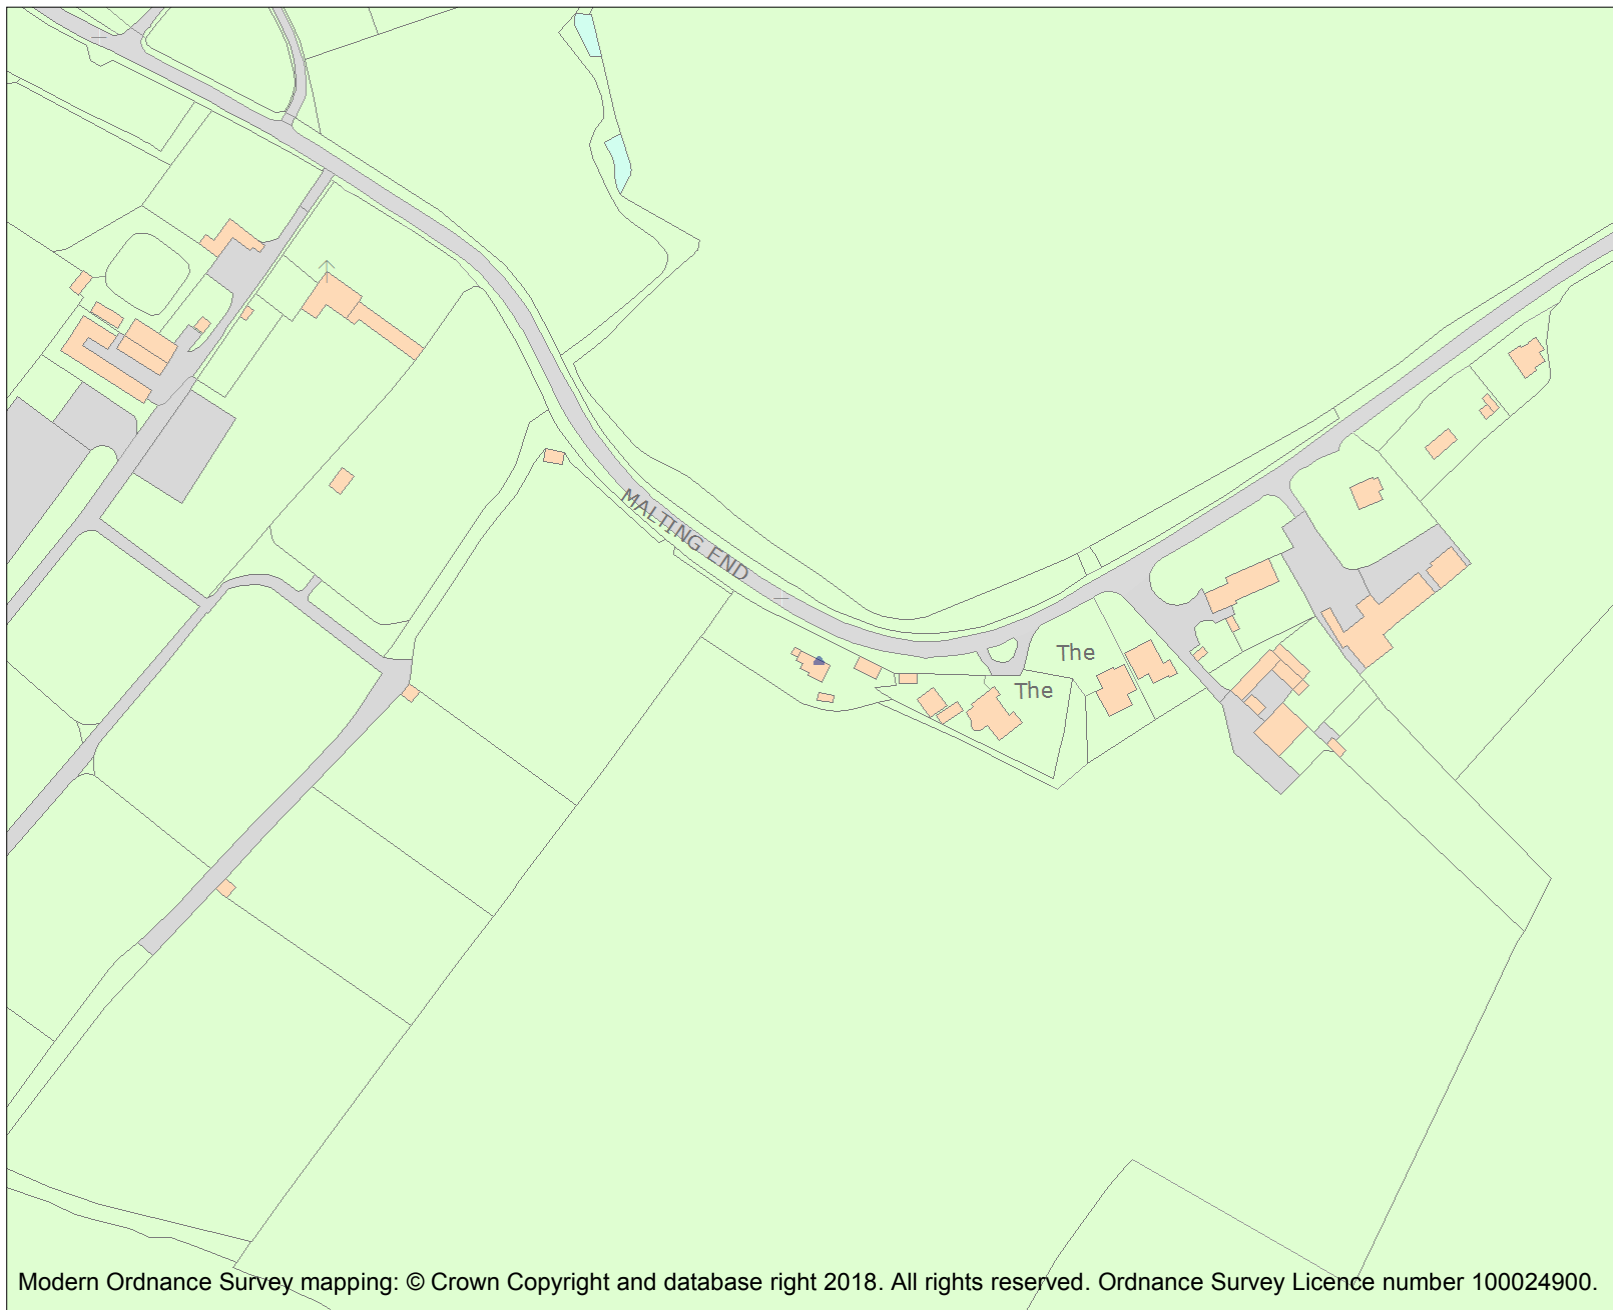 MALTING END
The
The
Modern Ordnance Survey mapping: © Crown Copyright and database right 2018. All rights reserved. Ordnance Survey Licence number 100024900.